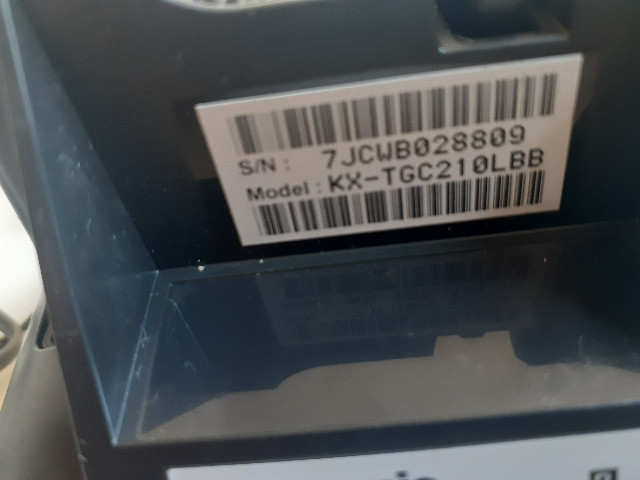 S/N : 7JCWB028809
Model : KX-TGC210LBB